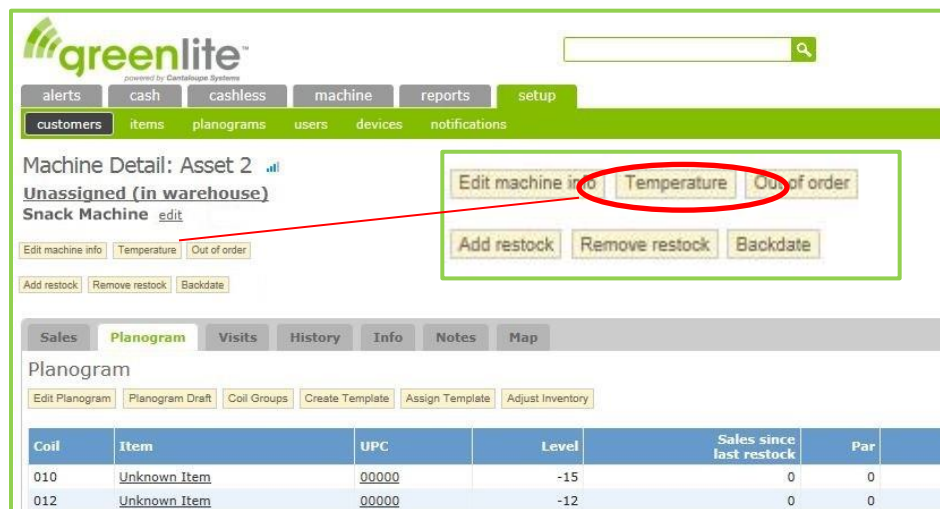 greenlite™
powered by Cantaloupe Systems
alerts cash cashless machine reports setup
customers items planograms users devices notifications
Machine Detail: Asset 2
Unassigned (in warehouse)
Snack Machine edit
Edit machine info Temperature Out of order
Add restock Remove restock Backdate
Edit machine info Temperature Out of order
Add restock Remove restock Backdate
Sales Planogram Visits History Info Notes Map
Planogram
Edit Planogram Planogram Draft Coil Groups Create Template Assign Template Adjust Inventory
Coil Item UPC Level Sales since last restock Par
010 Unknown Item 00000 -15 0 0
012 Unknown Item 00000 -12 0 0